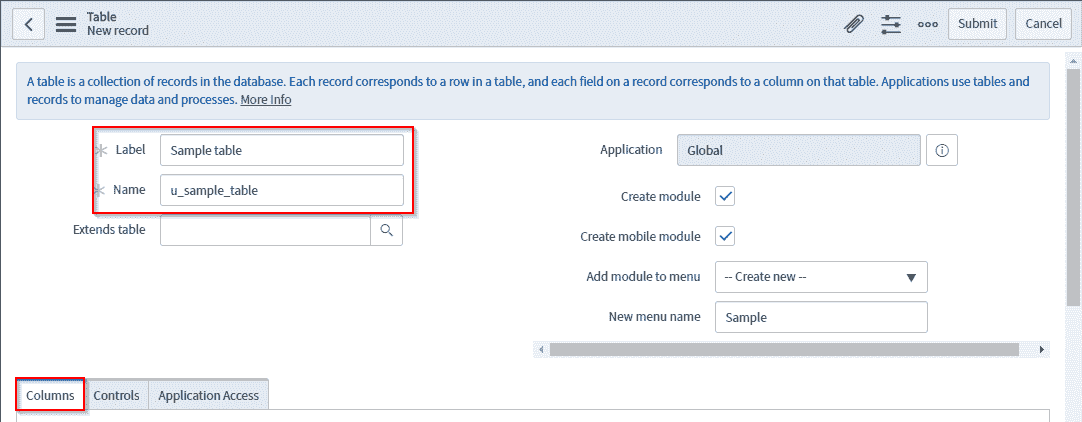 Table
New record
Submit
Cancel
A table is a collection of records in the database. Each record corresponds to a row in a table, and each field on a record corresponds to a column on that table. Applications use tables and
records to manage data and processes. More Info
Label
Sample table
Name
u_sample_table
Extends table
Application
Global
Create module
Create mobile module
Add module to menu
-- Create new --
New menu name
Sample
Columns
Controls
Application Access